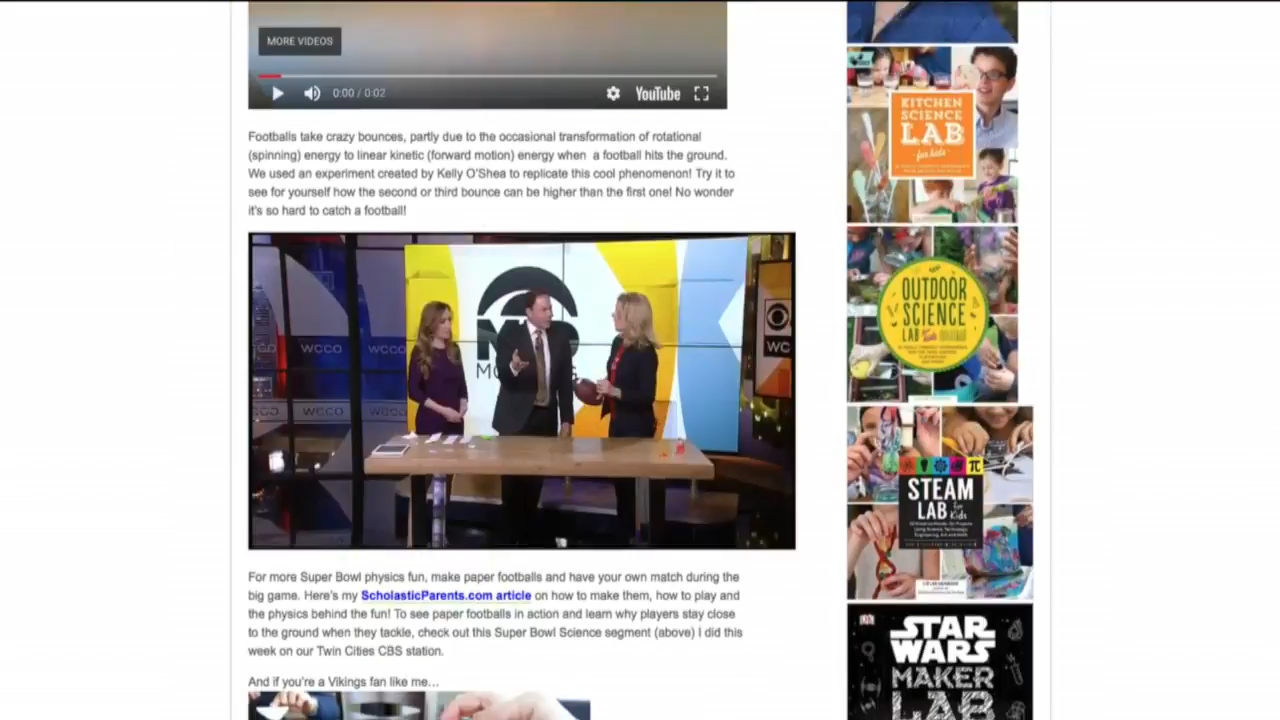 MORE VIDEOS
0:00 / 0:02
YouTube
Footballs take crazy bounces, partly due to the occasional transformation of rotational
(spinning) energy to linear kinetic (forward motion) energy when a football hits the ground.
We used an experiment created by Kelly O'Shea to replicate this cool phenomenon! Try it to
see for yourself how the second or third bounce can be higher than the first one! No wonder
it's so hard to catch a football!
WCCO
WCCO
WCCO
WCCO
WC
For more Super Bowl physics fun, make paper footballs and have your own match during the
big game. Here's my ScholasticParents.com article on how to make them, how to play and
the physics behind the fun! To see paper footballs in action and learn why players stay close
to the ground when they tackle, check out this Super Bowl Science segment (above) I did this
week on our Twin Cities CBS station.
And if you're a Vikings fan like me…
KITCHEN
SCIENCE
LAB
for kids
OUTDOOR
SCIENCE
LAB for Kids
STEAM
LAB for
Kids
DK
STAR
WARS
MAKER
LAB